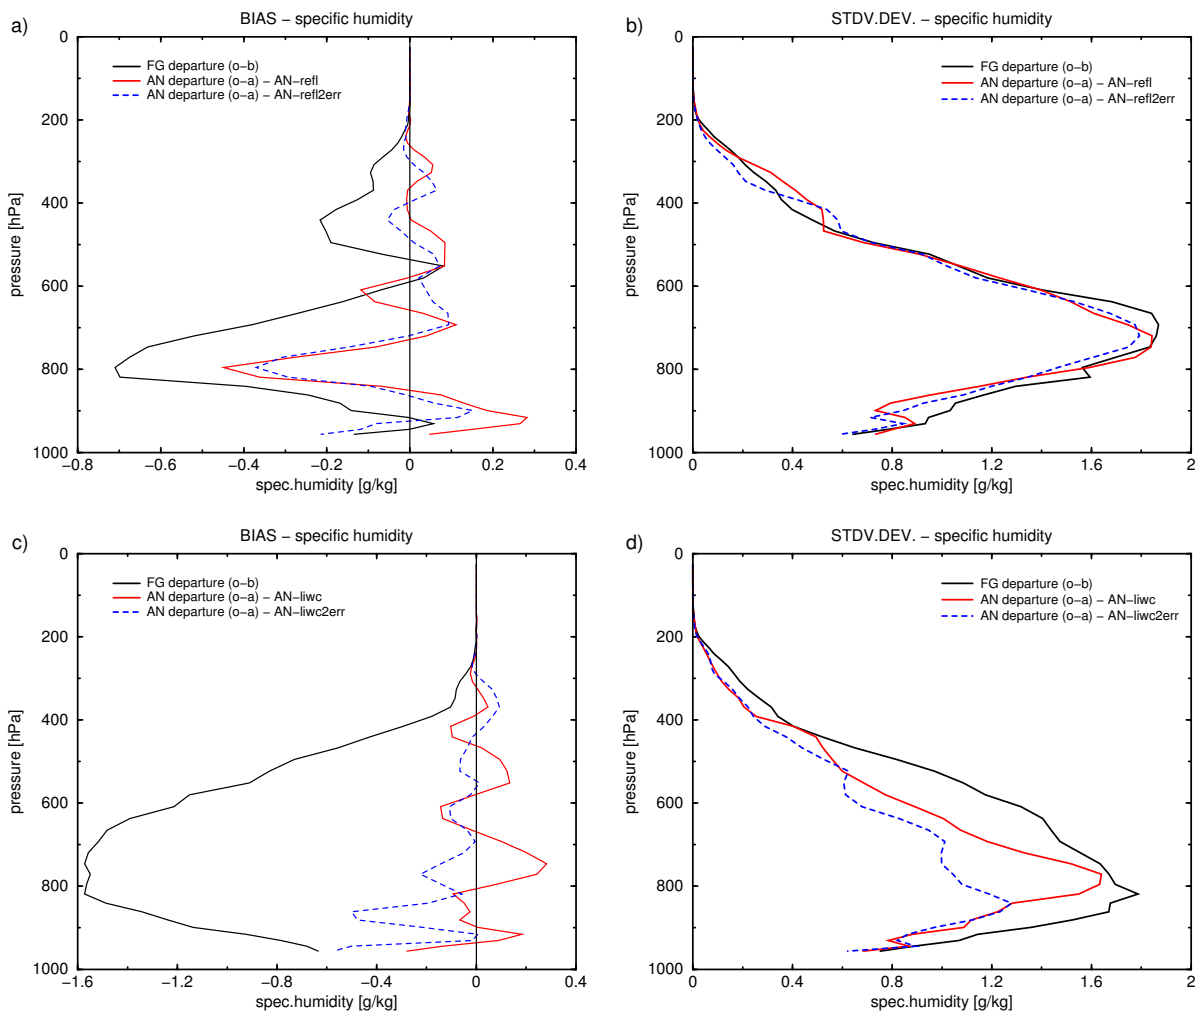 a)
BIAS – specific humidity
FG departure (o–b)
AN departure (o–a) – AN–refl
AN departure (o–a) – AN–refl2err
pressure [hPa]
0
200
400
600
800
1000
−0.8 −0.6 −0.4 −0.2 0 0.2 0.4
spec.humidity [g/kg]
b)
STDV.DEV. – specific humidity
FG departure (o–b)
AN departure (o–a) – AN–refl
AN departure (o–a) – AN–refl2err
pressure [hPa]
0
200
400
600
800
1000
0 0.4 0.8 1.2 1.6 2
spec.humidity [g/kg]
c)
BIAS – specific humidity
FG departure (o–b)
AN departure (o–a) – AN–liwc
AN departure (o–a) – AN–liwc2err
pressure [hPa]
0
200
400
600
800
1000
−1.6 −1.2 −0.8 −0.4 0 0.4
spec.humidity [g/kg]
d)
STDV.DEV. – specific humidity
FG departure (o–b)
AN departure (o–a) – AN–liwc
AN departure (o–a) – AN–liwc2err
pressure [hPa]
0
200
400
600
800
1000
0 0.4 0.8 1.2 1.6 2
spec.humidity [g/kg]